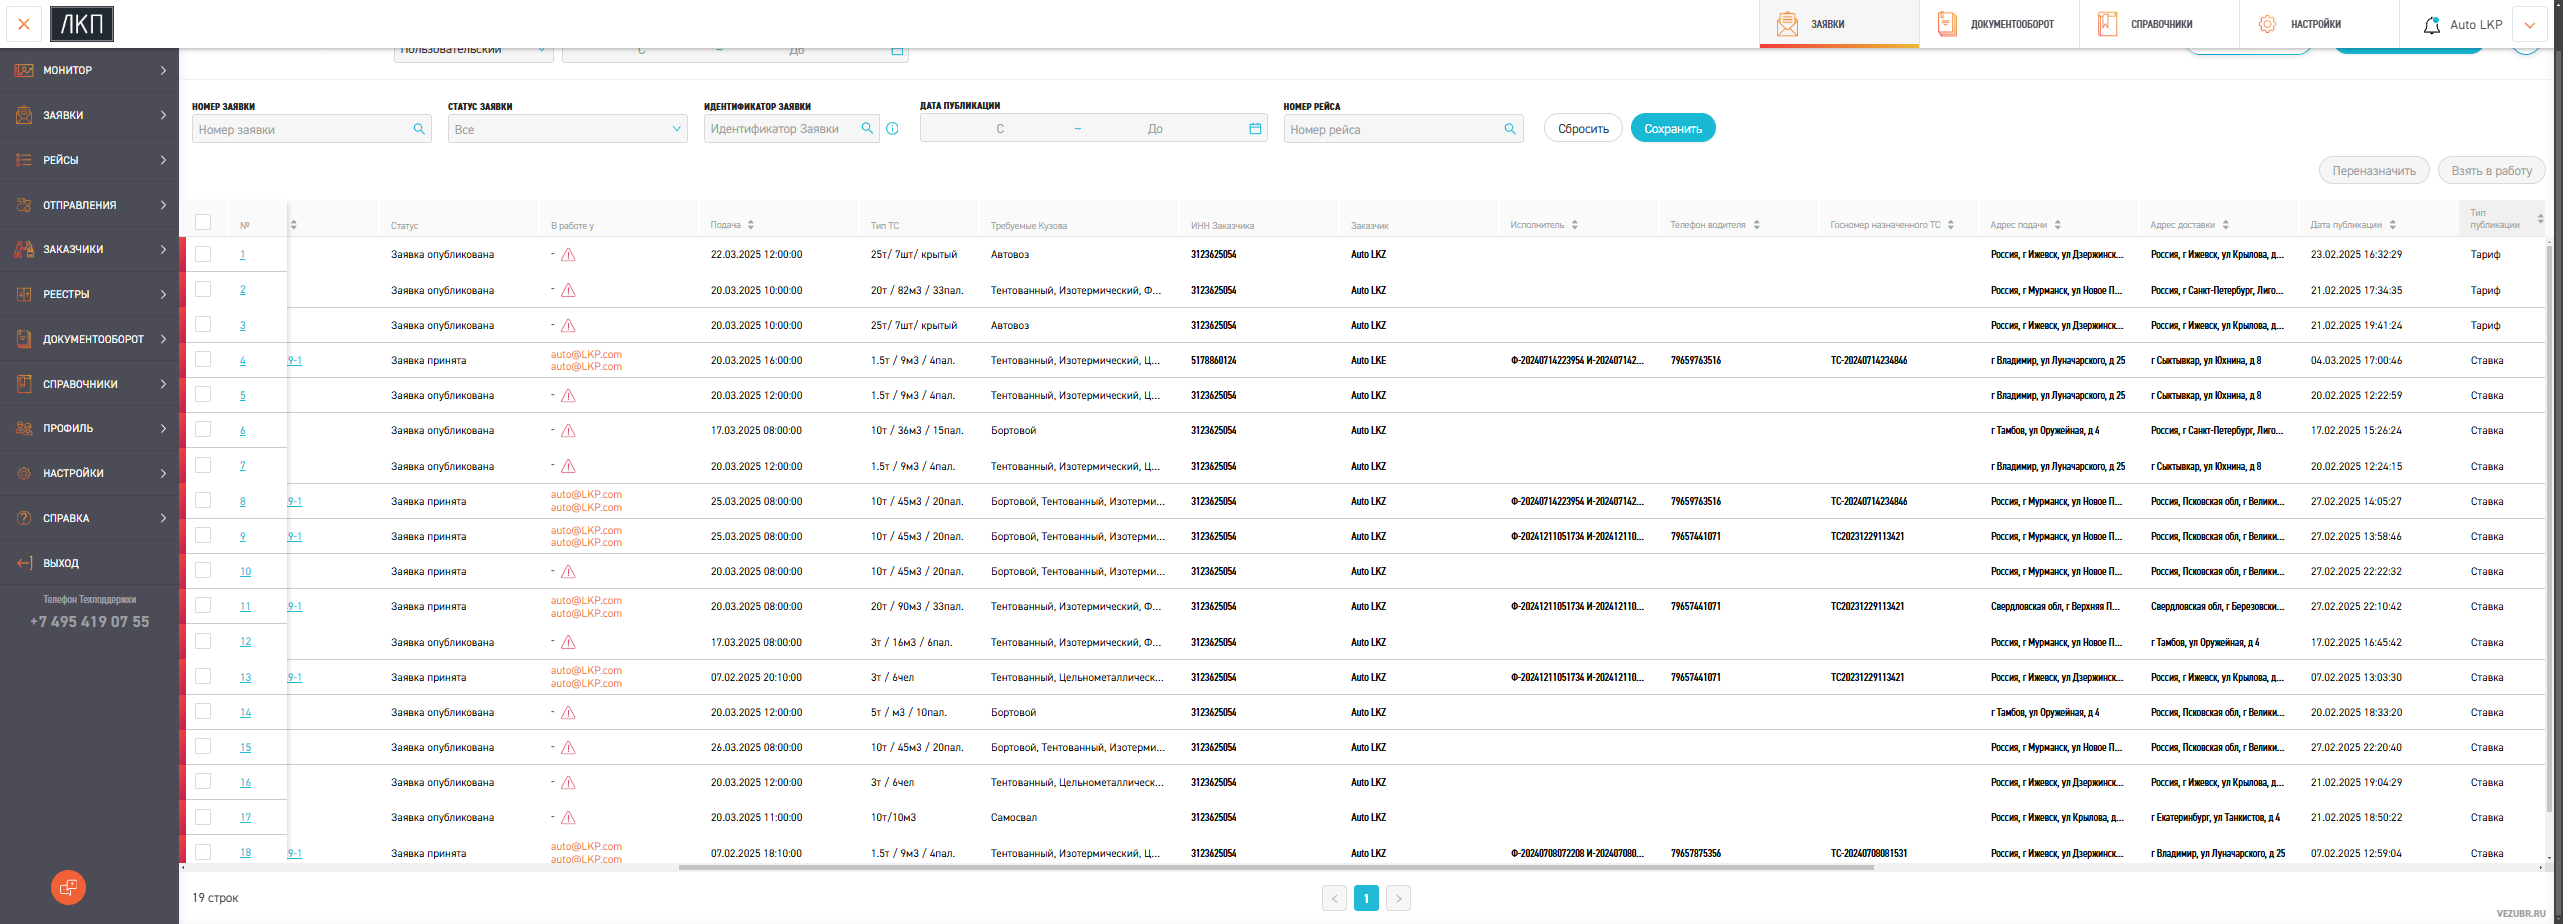 ЛКП
ЗАЯВКИ
ДОКУМЕНТООБОРОТ
СПРАВОЧНИКИ
НАСТРОЙКИ
Auto LKP
Пользовательский
С ~ До
МОНИТОР
ЗАЯВКИ
РЕЙСЫ
ОТПРАВЛЕНИЯ
ЗАКАЗЧИКИ
РЕЕСТРЫ
ДОКУМЕНТООБОРОТ
СПРАВОЧНИКИ
ПРОФИЛЬ
НАСТРОЙКИ
СПРАВКА
ВЫХОД
Телефон Техподдержки
+7 495 419 07 55
НОМЕР ЗАЯВКИ СТАТУС ЗАЯВКИ ИДЕНТИФИКАТОР ЗАЯВКИ ДАТА ПУБЛИКАЦИИ НОМЕР РЕЙСА
Номер заявки Все Идентификатор Заявки С ~ До Номер рейса Сбросить Сохранить
Переназначить Взять в работу
№ Статус В работе у Подача Тип ТС Требуемые Кузова ИНН Заказчика Заказчик Исполнитель Телефон водителя Госномер назначенного ТС Адрес подачи Адрес доставки Дата публикации Тип публикации
1 Заявка опубликована - 22.03.2025 12:00:00 25т/ 7шт/ крытый Автовоз 3123625054 Auto LKZ Россия, г Ижевск, ул Дзержинск... Россия, г Ижевск, ул Крылова, д... 23.02.2025 16:32:29 Тариф
2 Заявка опубликована - 20.03.2025 10:00:00 20т / 82м3 / 33пал. Тентованный, Изотермический, Ф... 3123625054 Auto LKZ Россия, г Мурманск, ул Новое П... Россия, г Санкт-Петербург, Лиго... 21.02.2025 17:34:35 Тариф
3 Заявка опубликована - 20.03.2025 10:00:00 25т/ 7шт/ крытый Автовоз 3123625054 Auto LKZ Россия, г Ижевск, ул Дзержинск... Россия, г Ижевск, ул Крылова, д... 21.02.2025 19:41:24 Тариф
4 9-1 Заявка принята auto@LKP.com auto@LKP.com 20.03.2025 16:00:00 1.5т / 9м3 / 4пал. Тентованный, Изотермический, Ц... 5178860124 Auto LKE Ф-20240714223954 И-202407142... 79659763516 ТС-20240714234846 г Владимир, ул Луначарского, д 25 г Сыктывкар, ул Юхнина, д 8 04.03.2025 17:00:46 Ставка
5 Заявка опубликована - 20.03.2025 12:00:00 1.5т / 9м3 / 4пал. Тентованный, Изотермический, Ц... 3123625054 Auto LKZ г Владимир, ул Луначарского, д 25 г Сыктывкар, ул Юхнина, д 8 20.02.2025 12:22:59 Ставка
6 Заявка опубликована - 17.03.2025 08:00:00 10т / 36м3 / 15пал. Бортовой 3123625054 Auto LKZ г Тамбов, ул Оружейная, д 4 Россия, г Санкт-Петербург, Лиго... 17.02.2025 15:26:24 Ставка
7 Заявка опубликована - 20.03.2025 12:00:00 1.5т / 9м3 / 4пал. Тентованный, Изотермический, Ц... 3123625054 Auto LKZ г Владимир, ул Луначарского, д 25 г Сыктывкар, ул Юхнина, д 8 20.02.2025 12:24:15 Ставка
8 9-1 Заявка принята auto@LKP.com auto@LKP.com 25.03.2025 08:00:00 10т / 45м3 / 20пал. Бортовой, Тентованный, Изотерми... 3123625054 Auto LKZ Ф-20240714223954 И-202407142... 79659763516 ТС-20240714234846 Россия, г Мурманск, ул Новое П... Россия, Псковская обл, г Велики... 27.02.2025 14:05:27 Ставка
9 9-1 Заявка принята auto@LKP.com auto@LKP.com 25.03.2025 08:00:00 10т / 45м3 / 20пал. Бортовой, Тентованный, Изотерми... 3123625054 Auto LKZ Ф-20241211051734 И-202412110... 79657441071 ТС20231229113421 Россия, г Мурманск, ул Новое П... Россия, Псковская обл, г Велики... 27.02.2025 13:58:46 Ставка
10 Заявка принята - 20.03.2025 08:00:00 10т / 45м3 / 20пал. Бортовой, Тентованный, Изотерми... 3123625054 Auto LKZ Россия, г Мурманск, ул Новое П... Россия, Псковская обл, г Велики... 27.02.2025 22:22:32 Ставка
11 9-1 Заявка принята auto@LKP.com auto@LKP.com 20.03.2025 08:00:00 20т / 90м3 / 33пал. Тентованный, Изотермический, Ф... 3123625054 Auto LKZ Ф-20241211051734 И-202412110... 79657441071 ТС20231229113421 Свердловская обл, г Верхняя П... Свердловская обл, г Березовски... 27.02.2025 22:10:42 Ставка
12 Заявка опубликована - 17.03.2025 08:00:00 3т / 16м3 / 6пал. Тентованный, Изотермический, Ф... 3123625054 Auto LKZ Россия, г Мурманск, ул Новое П... г Тамбов, ул Оружейная, д 4 17.02.2025 16:45:42 Ставка
13 9-1 Заявка принята auto@LKP.com auto@LKP.com 07.02.2025 20:10:00 3т / 6чел Тентованный, Цельнометаллическ... 3123625054 Auto LKZ Ф-20241211051734 И-202412110... 79657441071 ТС20231229113421 Россия, г Ижевск, ул Дзержинск... Россия, г Ижевск, ул Крылова, д... 07.02.2025 13:03:30 Ставка
14 Заявка опубликована - 20.03.2025 12:00:00 5т / м3 / 10пал. Бортовой 3123625054 Auto LKZ г Тамбов, ул Оружейная, д 4 Россия, Псковская обл, г Велики... 20.02.2025 18:33:20 Ставка
15 Заявка опубликована - 26.03.2025 08:00:00 10т / 45м3 / 20пал. Бортовой, Тентованный, Изотерми... 3123625054 Auto LKZ Россия, г Мурманск, ул Новое П... Россия, Псковская обл, г Велики... 27.02.2025 22:20:40 Ставка
16 Заявка опубликована - 20.03.2025 12:00:00 3т / 6чел Тентованный, Цельнометаллическ... 3123625054 Auto LKZ Россия, г Ижевск, ул Дзержинск... Россия, г Ижевск, ул Крылова, д... 21.02.2025 19:04:29 Ставка
17 Заявка опубликована - 20.03.2025 11:00:00 10т/10м3 Самосвал 3123625054 Auto LKZ Россия, г Ижевск, ул Крылова, д... г Екатеринбург, ул Танкистов, д 4 21.02.2025 18:50:22 Ставка
18 9-1 Заявка принята auto@LKP.com auto@LKP.com 07.02.2025 18:10:00 1.5т / 9м3 / 4пал. Тентованный, Изотермический, Ц... 3123625054 Auto LKZ Ф-20240708072208 И-202407080... 79657875356 ТС-20240708081531 Россия, г Ижевск, ул Дзержинск... г Владимир, ул Луначарского, д 25 07.02.2025 12:59:04 Ставка
19 строк
< 1 >
VEZUBR.RU